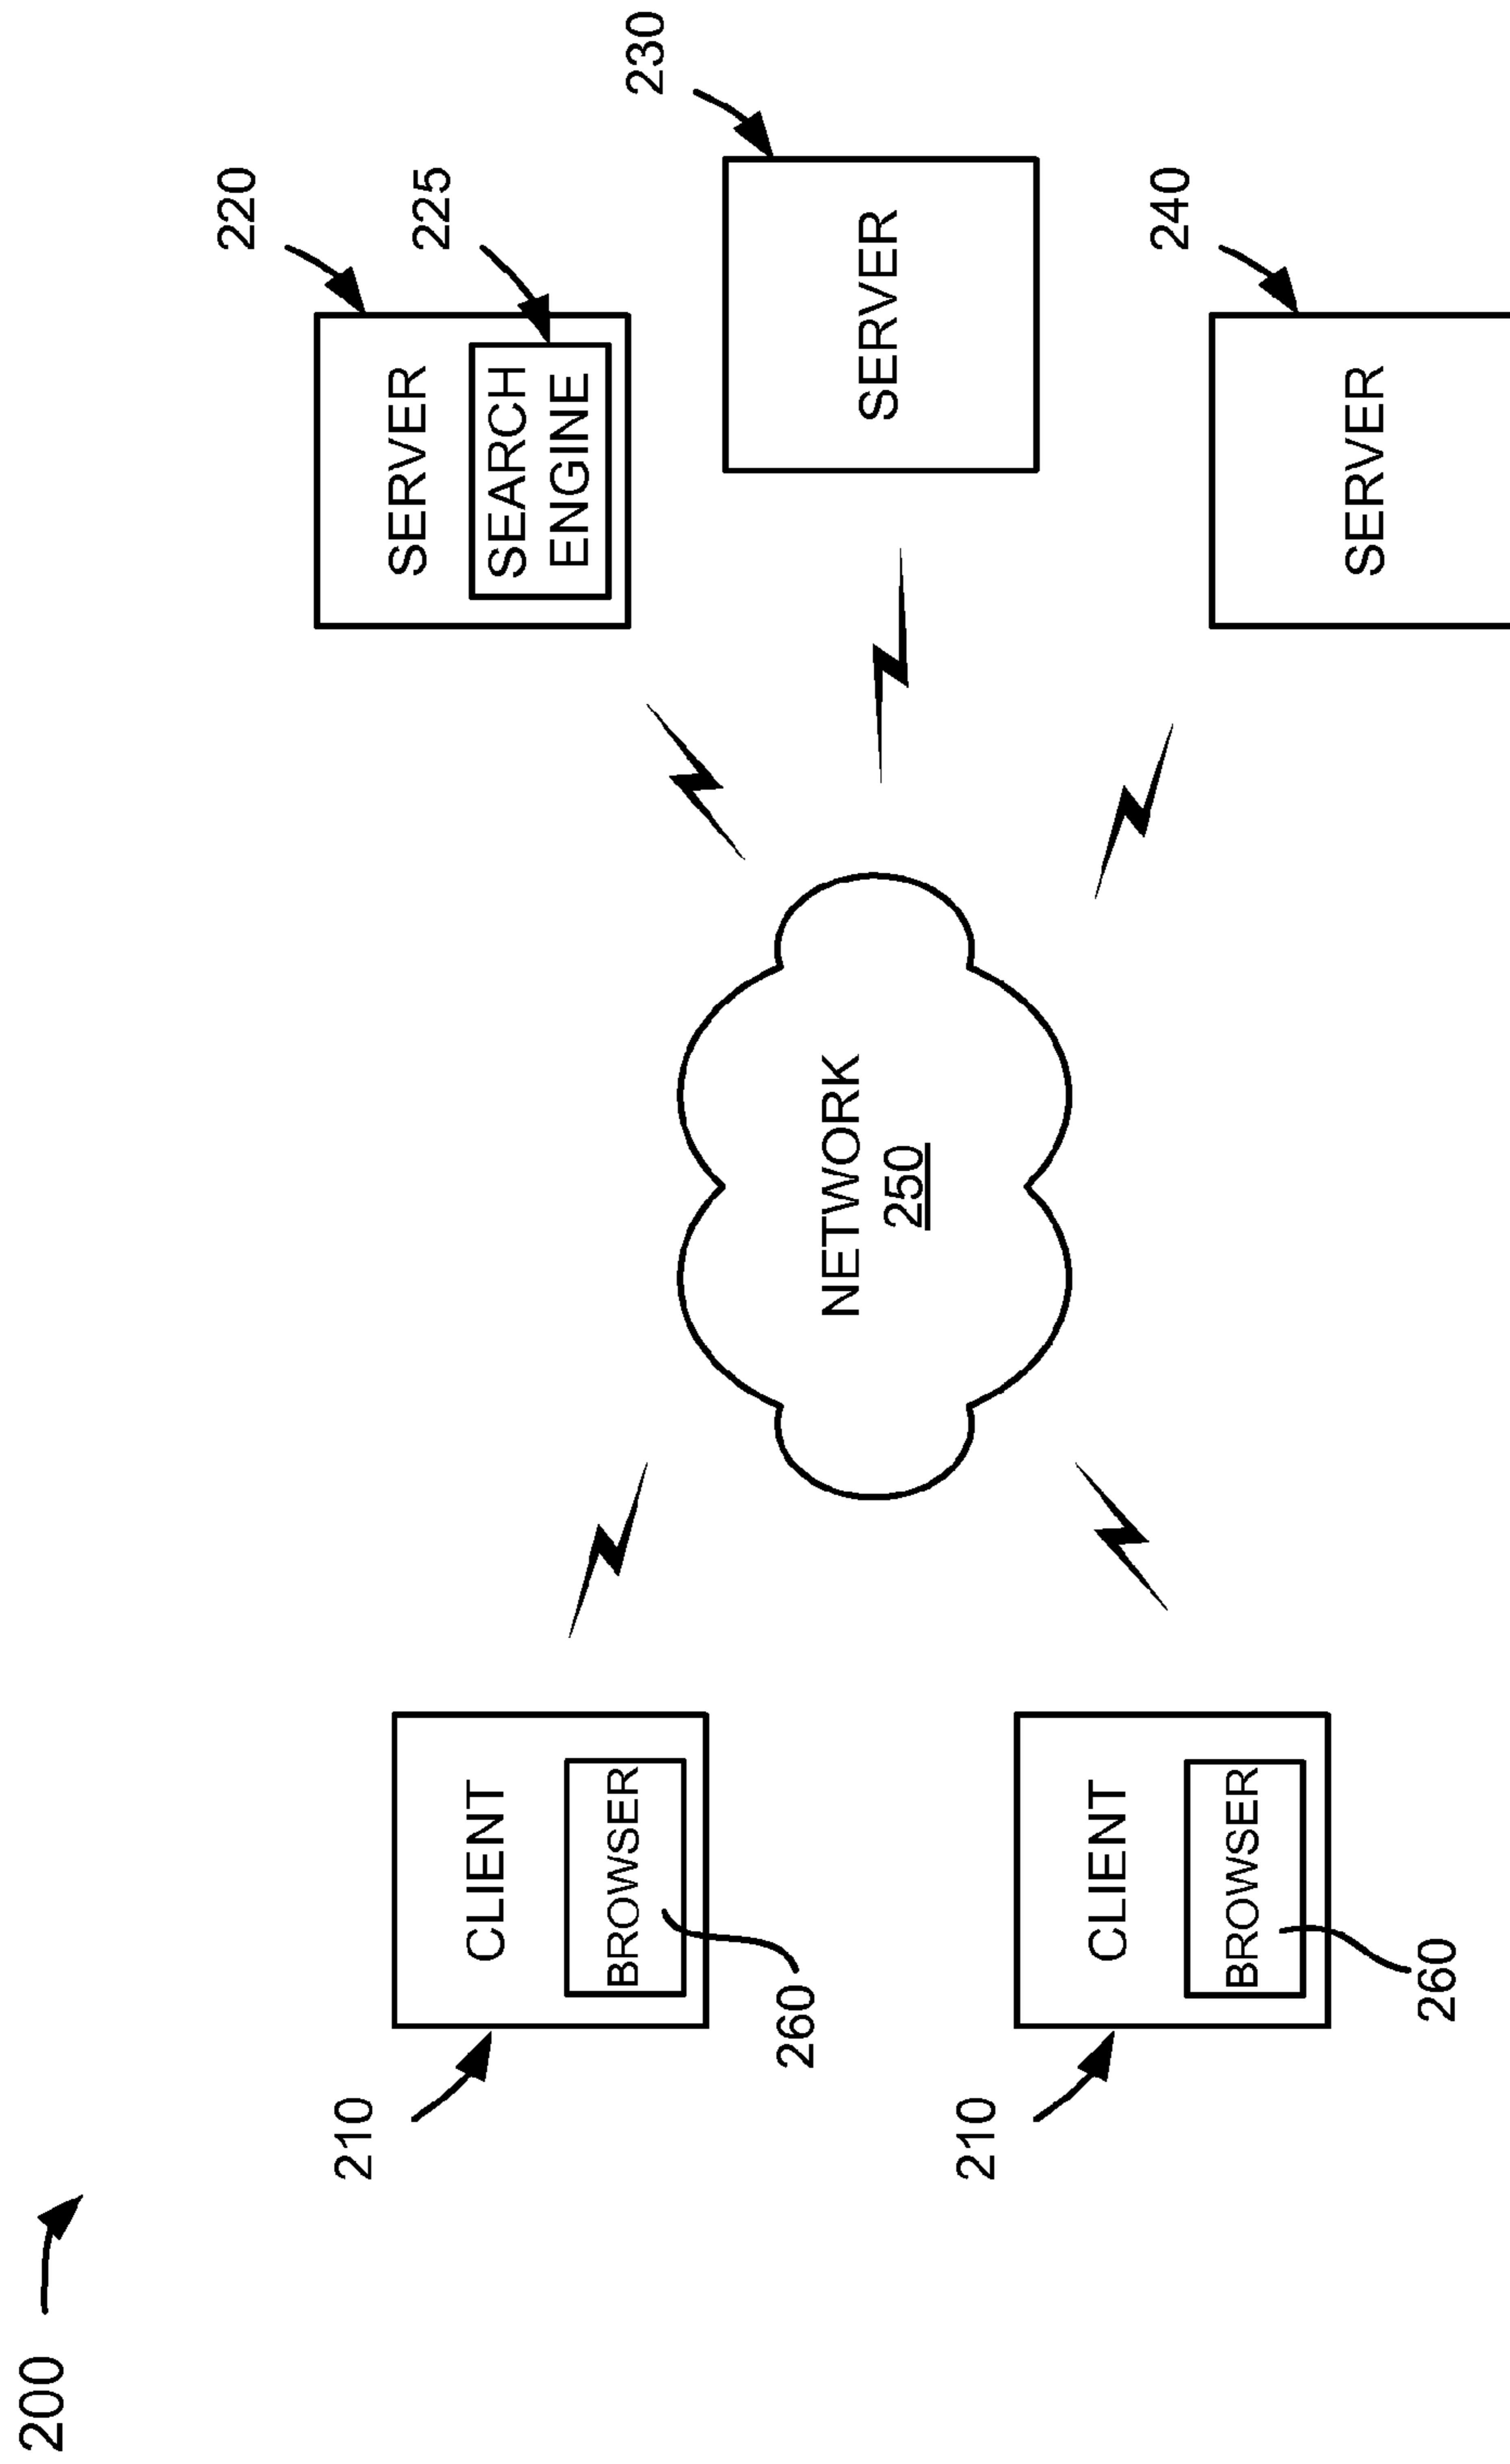 200
210
CLIENT
BROWSER
260
210
CLIENT
BROWSER
260
NETWORK
250
220
SERVER
225
SEARCH
ENGINE
230
SERVER
240
SERVER